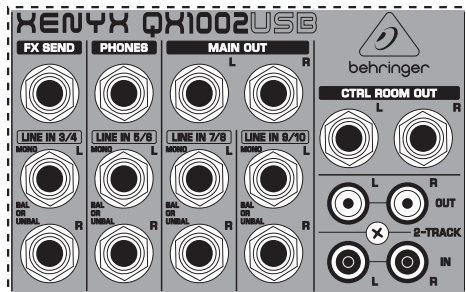 XENYX QX1002USB
FX SEND PHONES MAIN OUT
L R
behringer
CTRL ROOM OUT
L R
LINE IN 3/4 LINE IN 5/6 LINE IN 7/8 LINE IN 9/10
MONO L MONO L MONO L MONO L
BAL OR UNBAL R BAL OR UNBAL R BAL OR UNBAL R BAL OR UNBAL R
L R
OUT
2-TRACK
IN
L R